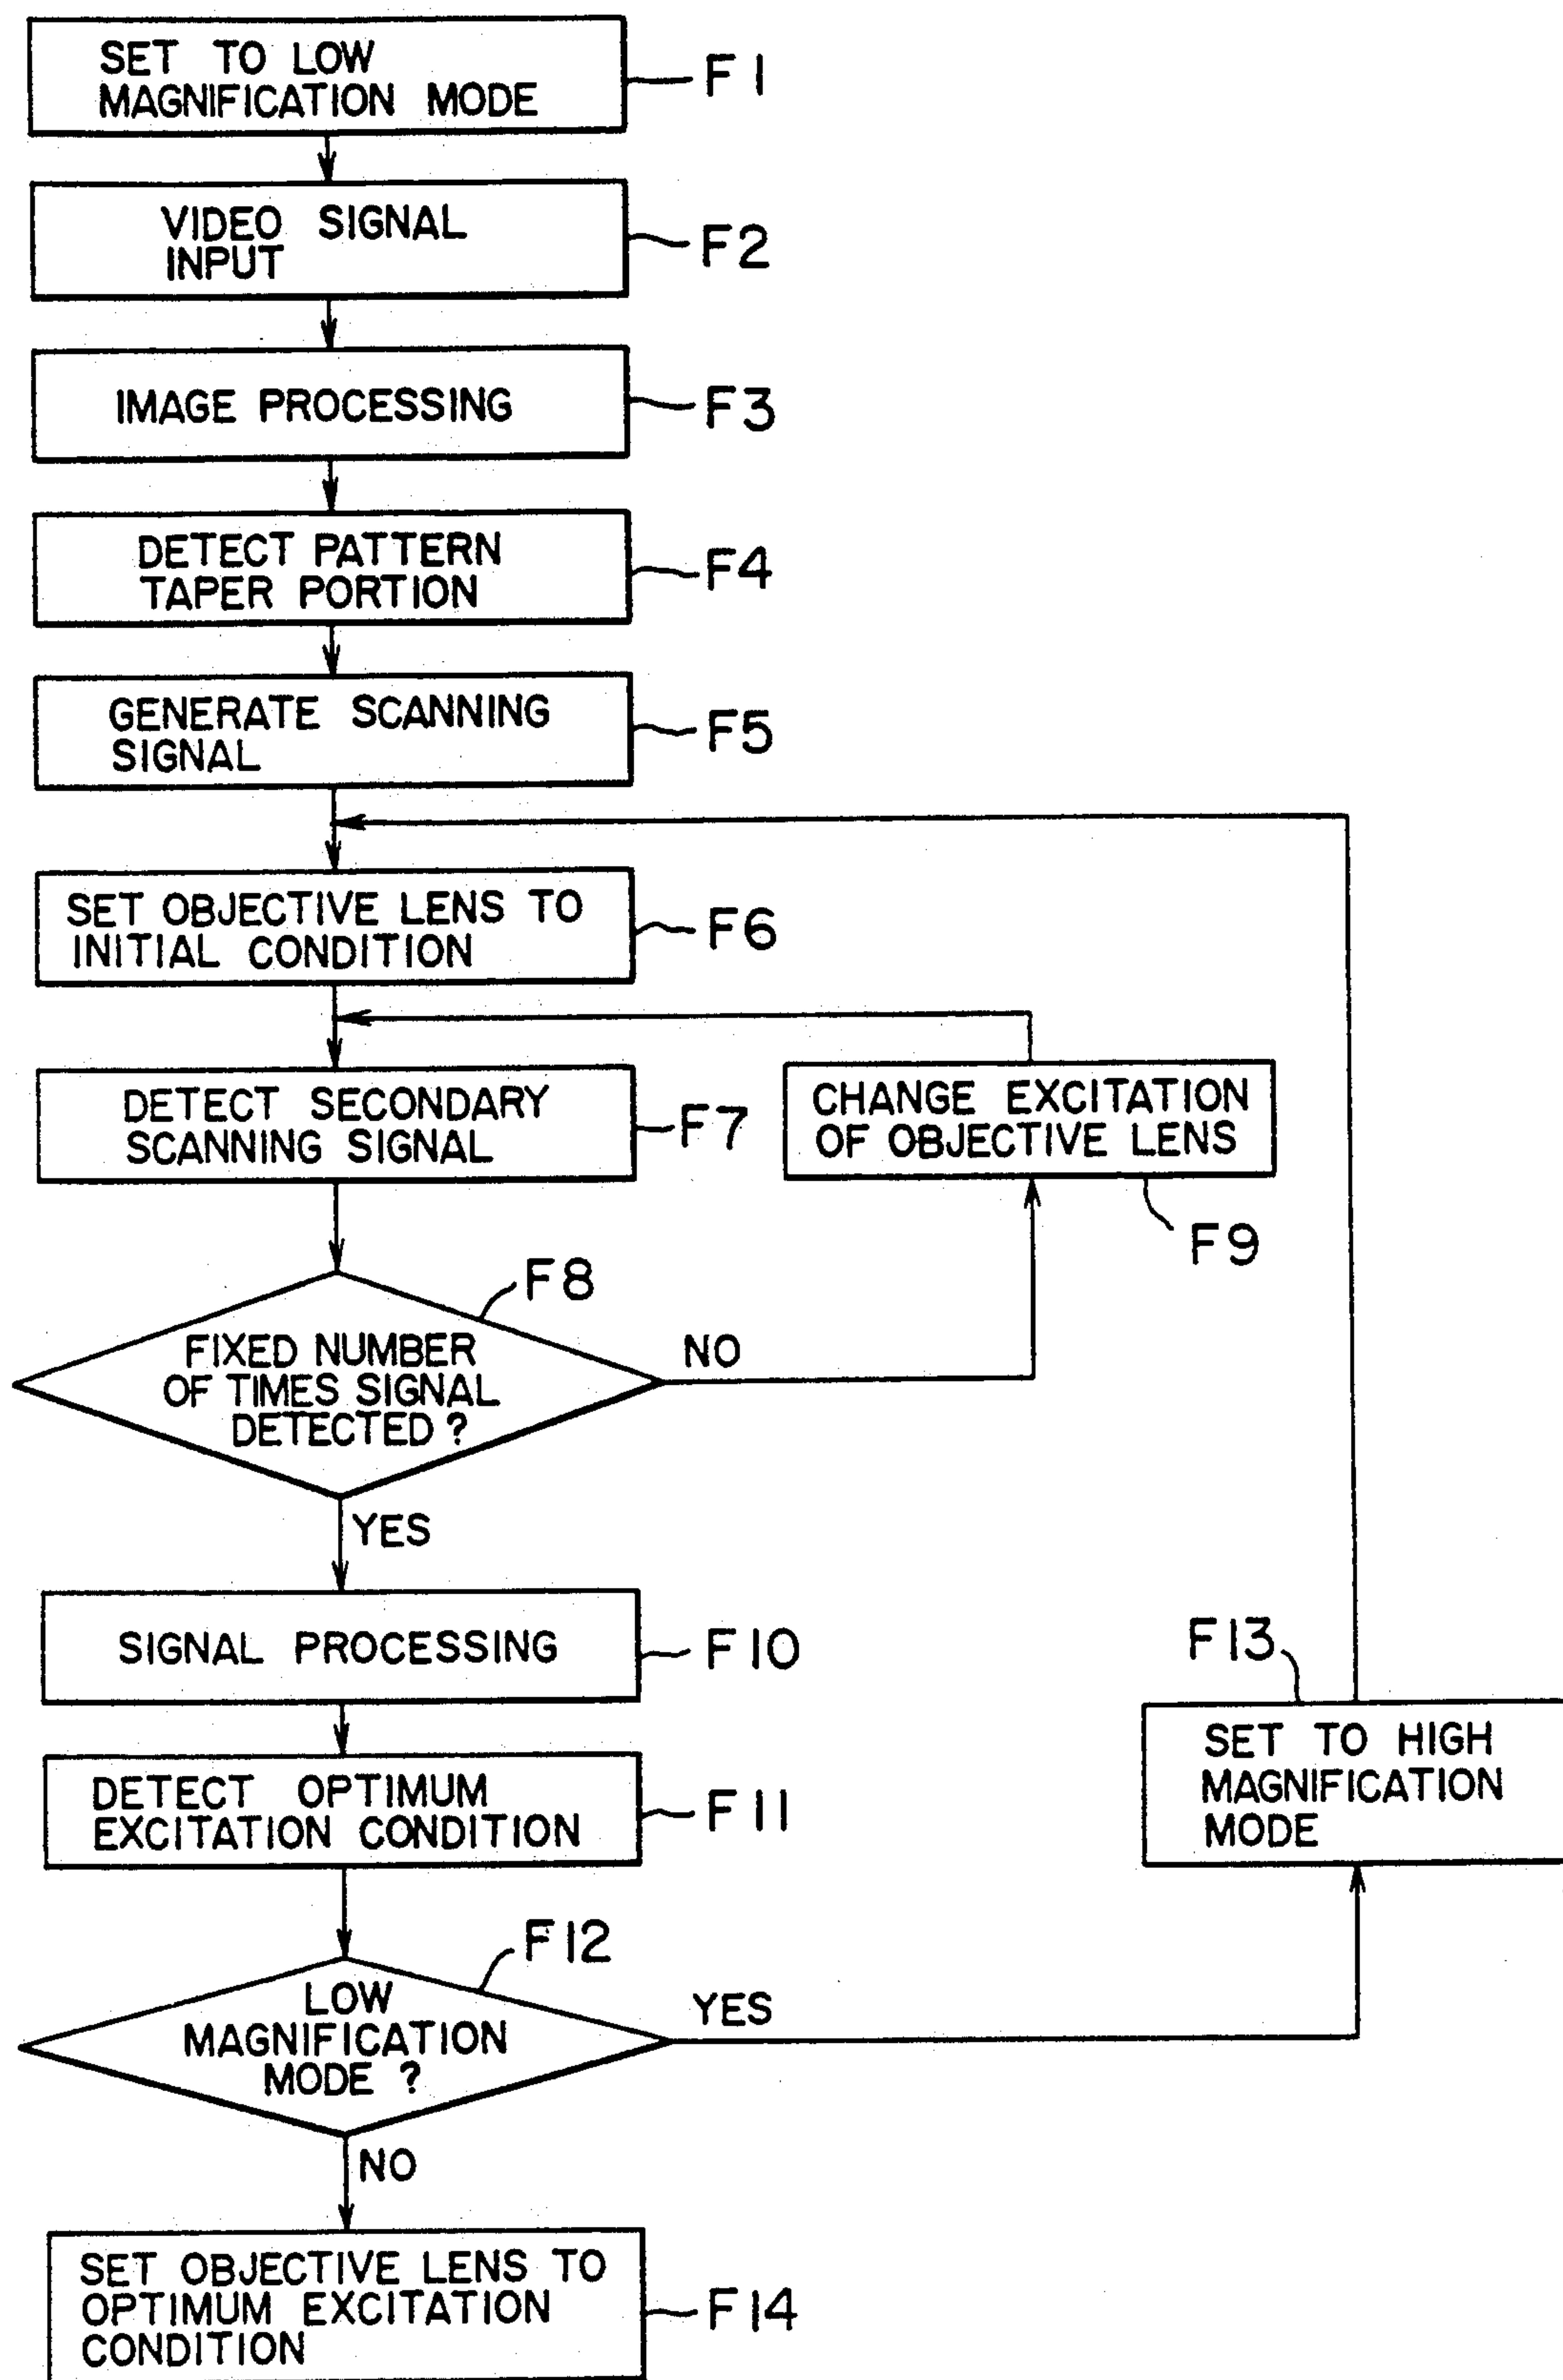 SET TO LOW
MAGNIFICATION MODE
F1
VIDEO SIGNAL
INPUT
F2
IMAGE PROCESSING
F3
DETECT PATTERN
TAPER PORTION
F4
GENERATE SCANNING
SIGNAL
F5
SET OBJECTIVE LENS TO
INITIAL CONDITION
F6
DETECT SECONDARY
SCANNING SIGNAL
F7
CHANGE EXCITATION
OF OBJECTIVE LENS
F9
F8
FIXED NUMBER
OF TIMES SIGNAL
DETECTED ?
NO
YES
SIGNAL PROCESSING
F10
F13
SET TO HIGH
MAGNIFICATION
MODE
DETECT OPTIMUM
EXCITATION CONDITION
F11
F12
LOW
MAGNIFICATION
MODE ?
YES
NO
SET OBJECTIVE LENS TO
OPTIMUM EXCITATION
CONDITION
F14